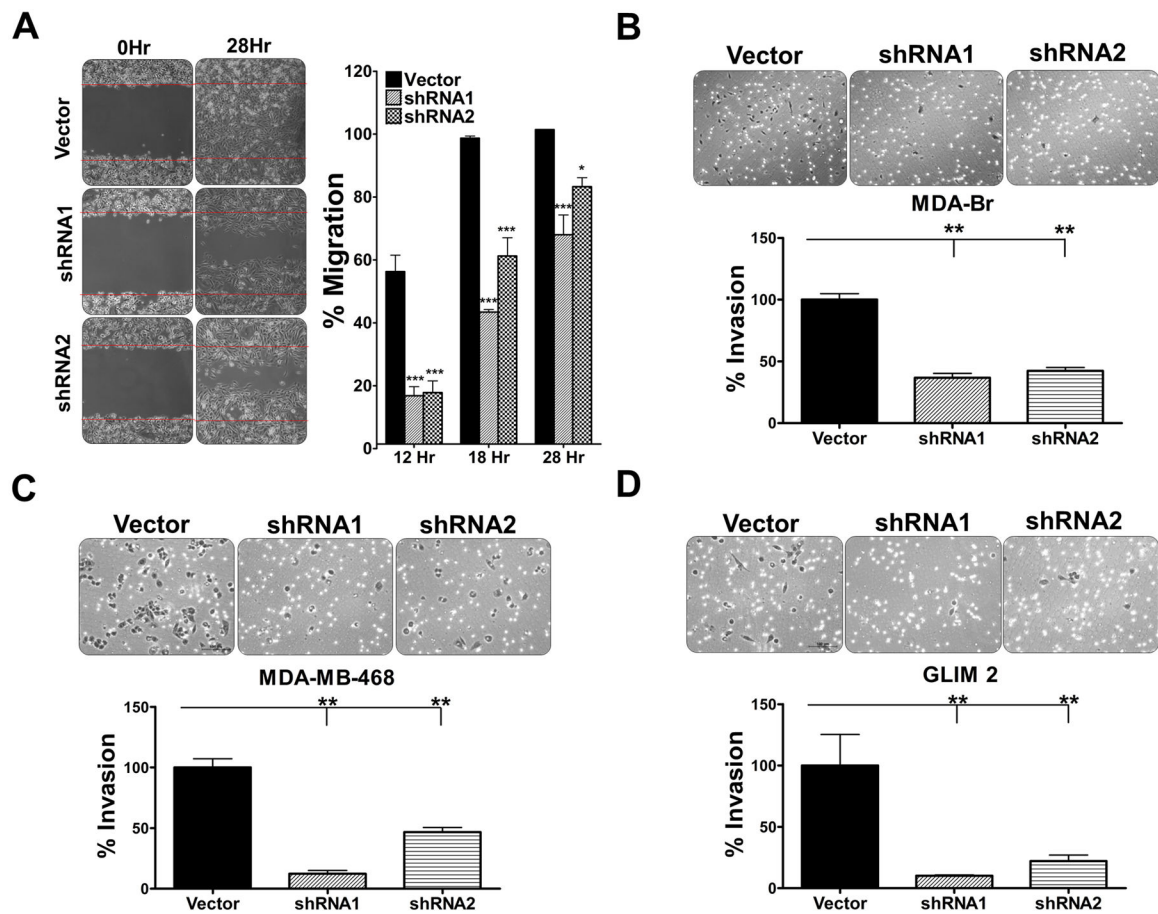 A
0Hr 28Hr
Vector
shRNA1
shRNA2
% Migration
120
100
80
60
40
20
0
Vector
shRNA1
shRNA2
*** ***
*** ***
*** *
12 Hr 18 Hr 28 Hr
B
Vector shRNA1 shRNA2
MDA-Br
** **
% Invasion
150
100
50
0
Vector shRNA1 shRNA2
C
Vector shRNA1 shRNA2
MDA-MB-468
** **
% Invasion
150
100
50
0
Vector shRNA1 shRNA2
D
Vector shRNA1 shRNA2
GLIM 2
** **
% Invasion
150
100
50
0
Vector shRNA1 shRNA2